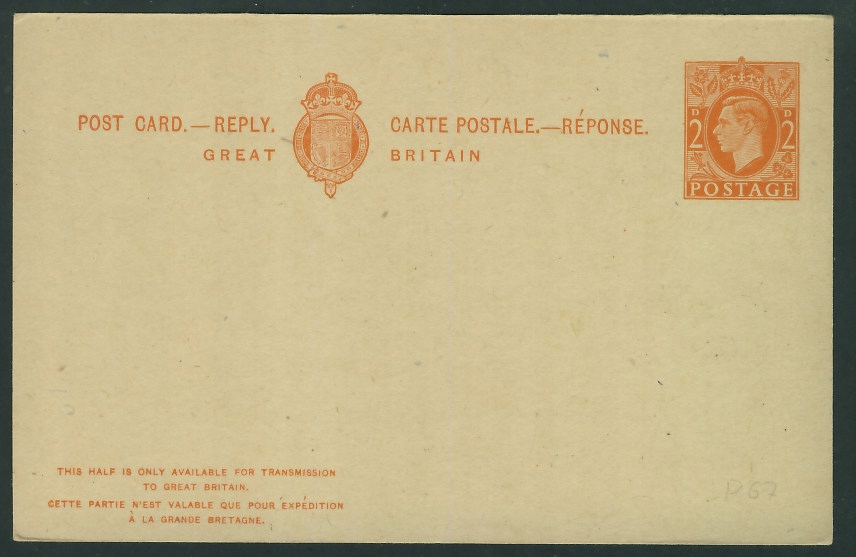 POST CARD.—REPLY. CARTE POSTALE.—RÉPONSE.
GREAT BRITAIN
D D
2 2
POSTAGE
THIS HALF IS ONLY AVAILABLE FOR TRANSMISSION
TO GREAT BRITAIN.
CETTE PARTIE N'EST VALABLE QUE POUR EXPÉDITION
À LA GRANDE BRETAGNE.
P67